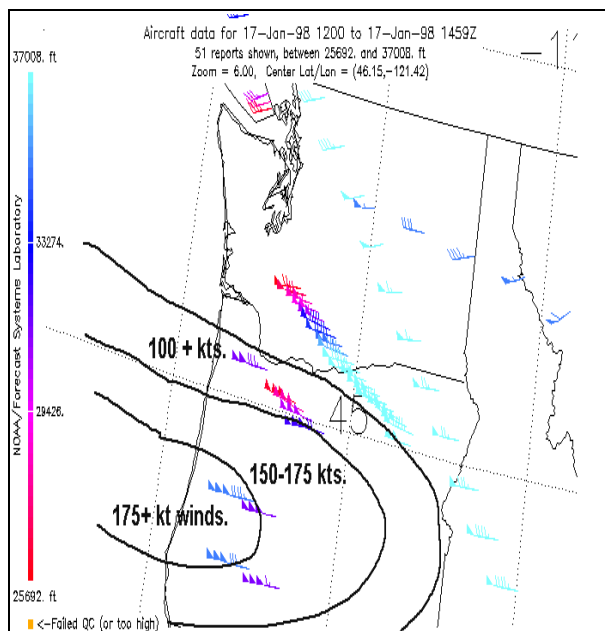 Aircraft data for 17-Jan-98 1200 to 17-Jan-98 1459Z
51 reports shown, between 25692. and 37008. ft
Zoom = 6.00, Center Lat/Lon = (46.15,-121.42)
37008. ft
33274.
29426.
25692. ft
NOAA/Forecast Systems Laboratory
100 + kts.
45
150-175 kts.
175+ kt winds.
<-Failed QC (or too high)